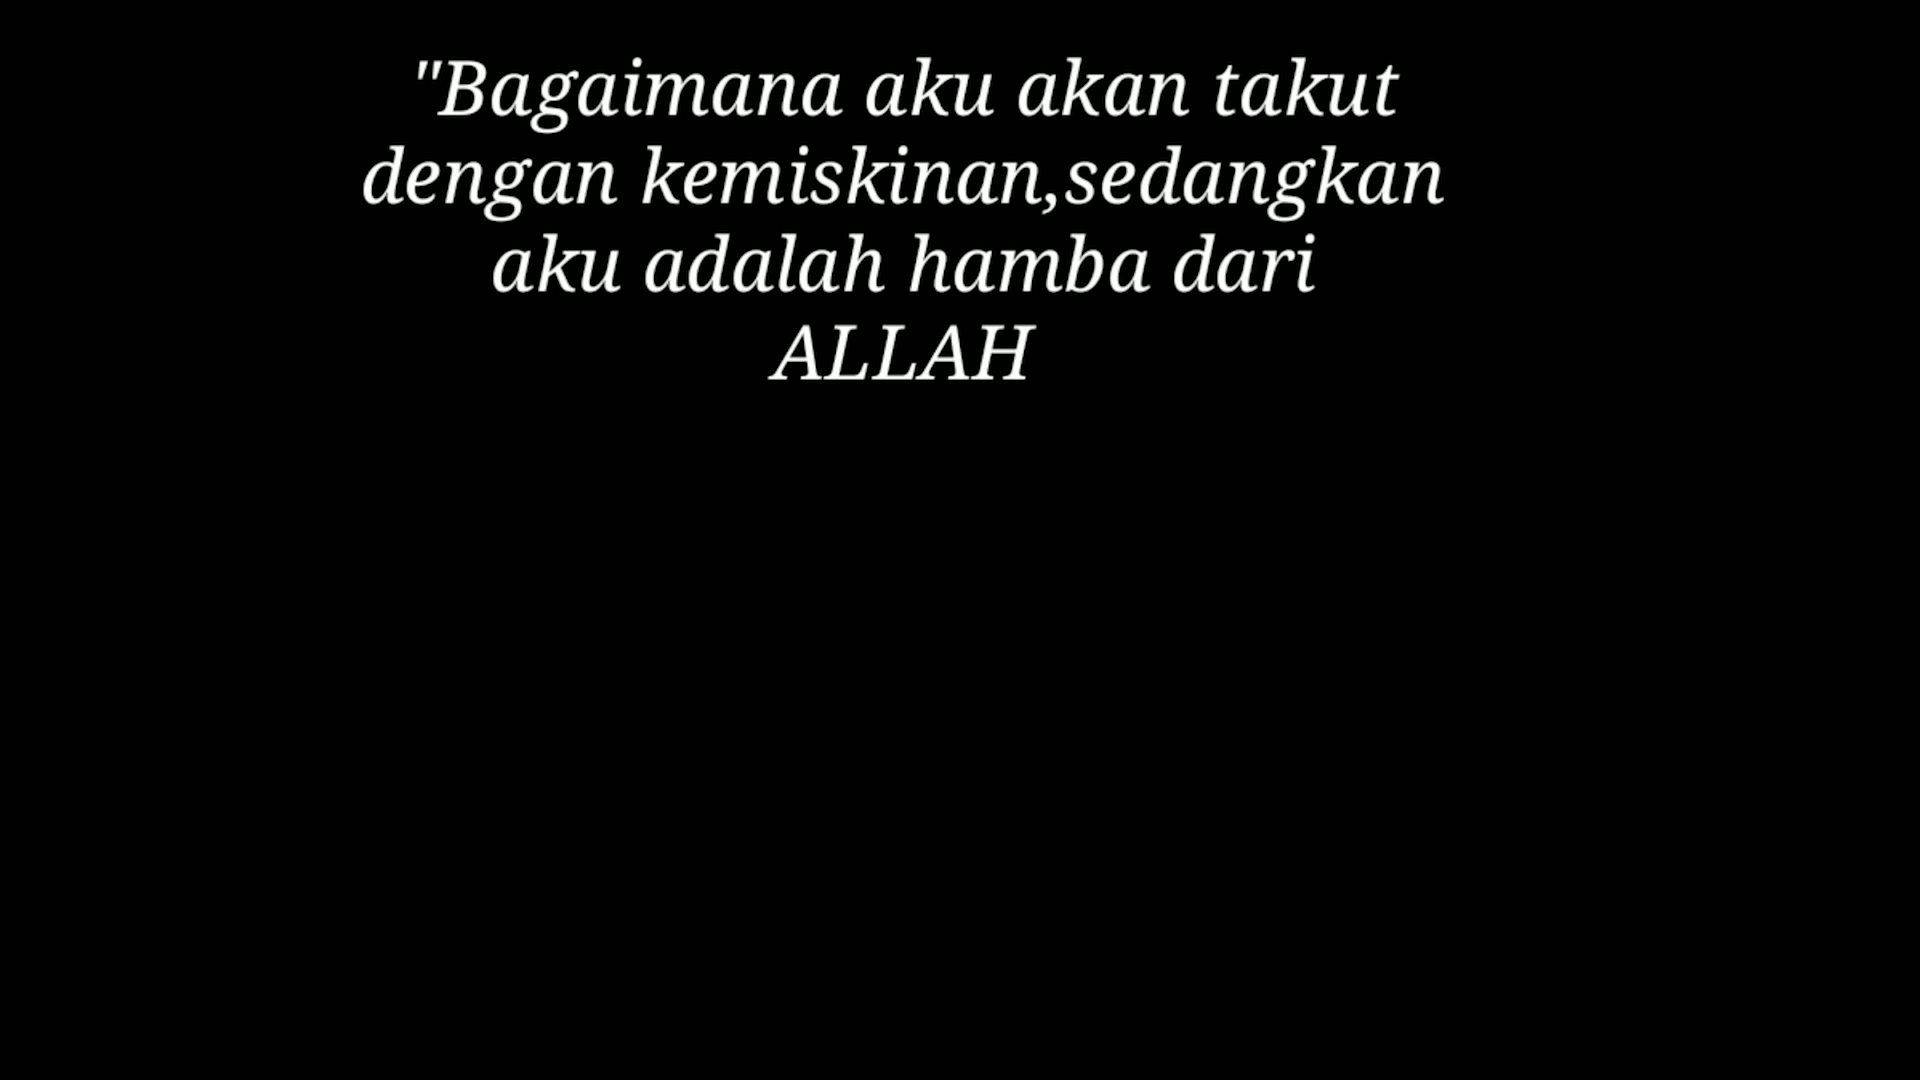 "Bagaimana aku akan takut
dengan kemiskinan,sedangkan
aku adalah hamba dari
ALLAH